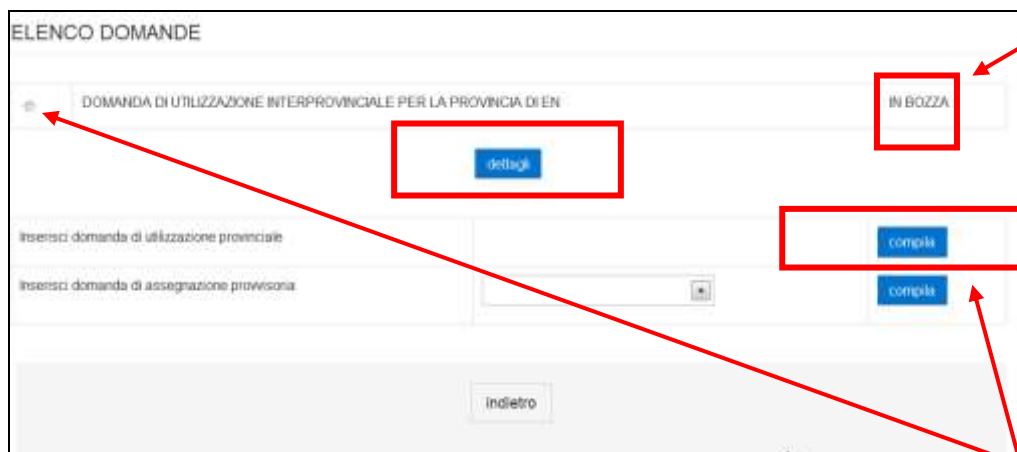 ELENCO DOMANDE
DOMANDA DI UTILIZZAZIONE INTERPROVINCIALE PER LA PROVINCIA DI EN IN BOZZA
dettagli
Inserisci domanda di utilizzazione provinciale compila
Inserisci domanda di assegnazione provvisoria compila
indietro